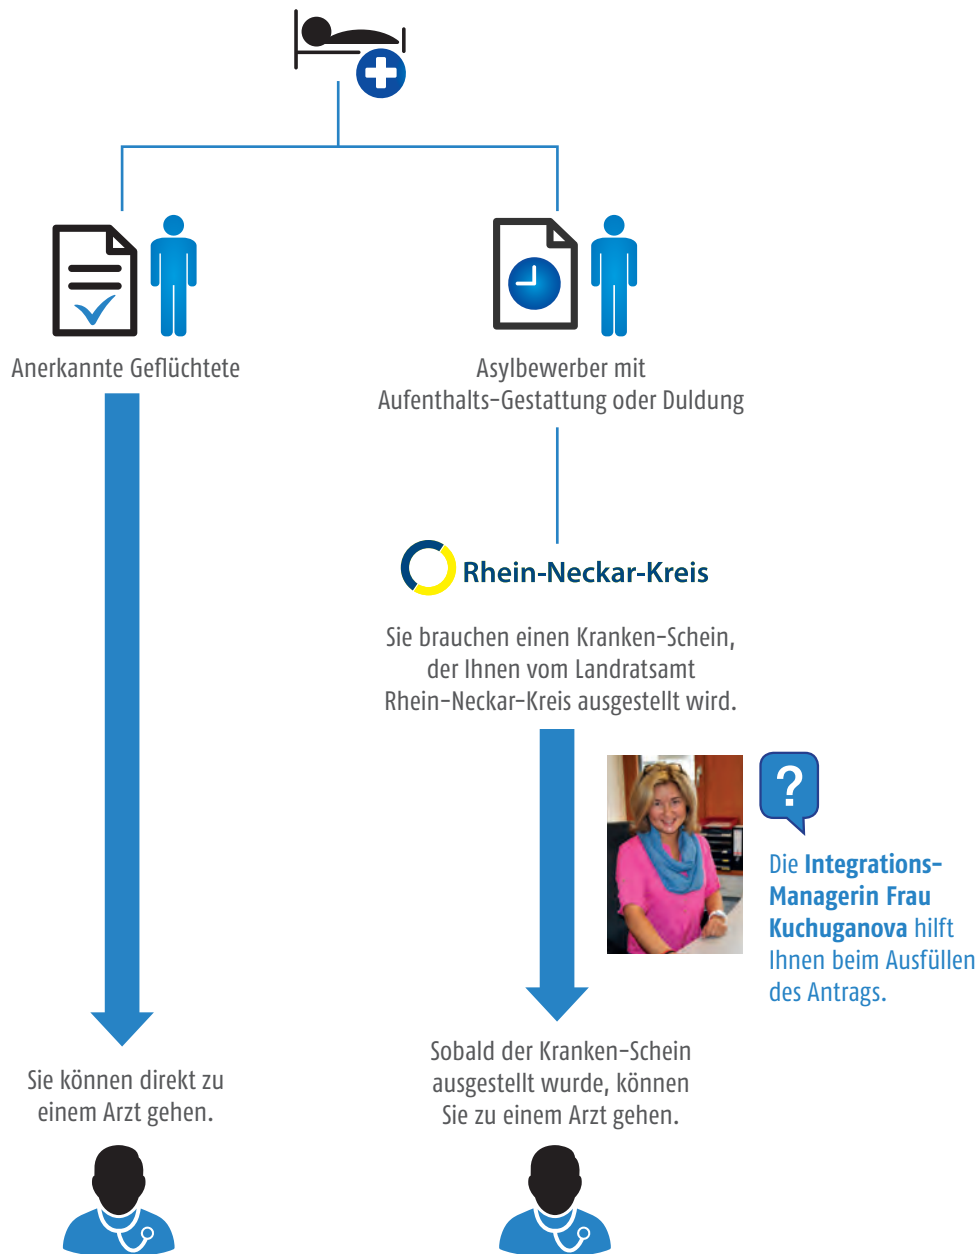 Anerkannte Geflüchtete
Asylbewerber mit
Aufenthalts-Gestattung oder Duldung
Rhein-Neckar-Kreis
Sie brauchen einen Kranken-Schein,
der Ihnen vom Landratsamt
Rhein-Neckar-Kreis ausgestellt wird.
?
Die Integrations-
Managerin Frau
Kuchuganova hilft
Ihnen beim Ausfüllen
des Antrags.
Sie können direkt zu
einem Arzt gehen.
Sobald der Kranken-Schein
ausgestellt wurde, können
Sie zu einem Arzt gehen.